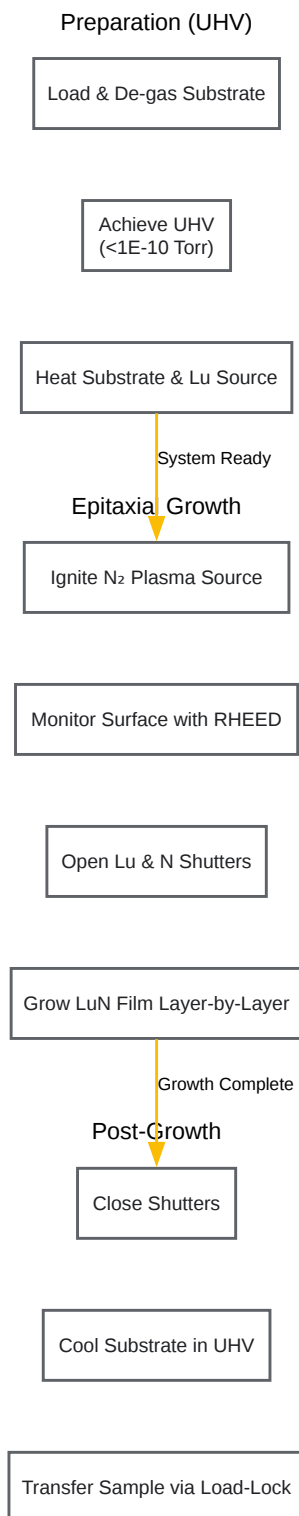 Preparation (UHV)
Load & De-gas Substrate
Achieve UHV
(<1E-10 Torr)
Heat Substrate & Lu Source
System Ready
Epitaxial Growth
Ignite N₂ Plasma Source
Monitor Surface with RHEED
Open Lu & N Shutters
Grow LuN Film Layer-by-Layer
Growth Complete
Post-Growth
Close Shutters
Cool Substrate in UHV
Transfer Sample via Load-Lock